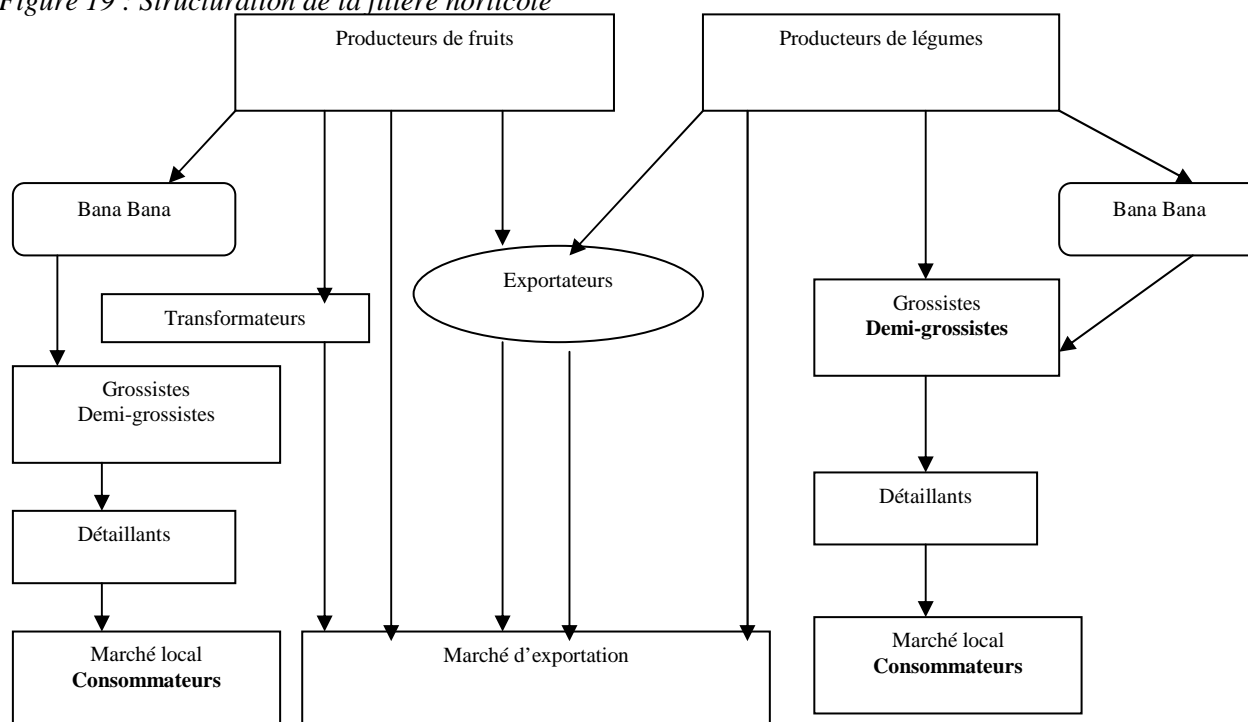 Figure 19 : Structuration de la filière horticole
Producteurs de fruits
Producteurs de légumes
Bana Bana
Bana Bana
Exportateurs
Transformateurs
Grossistes
Demi-grossistes
Grossistes
Demi-grossistes
Détaillants
Détaillants
Marché local
Consommateurs
Marché d’exportation
Marché local
Consommateurs